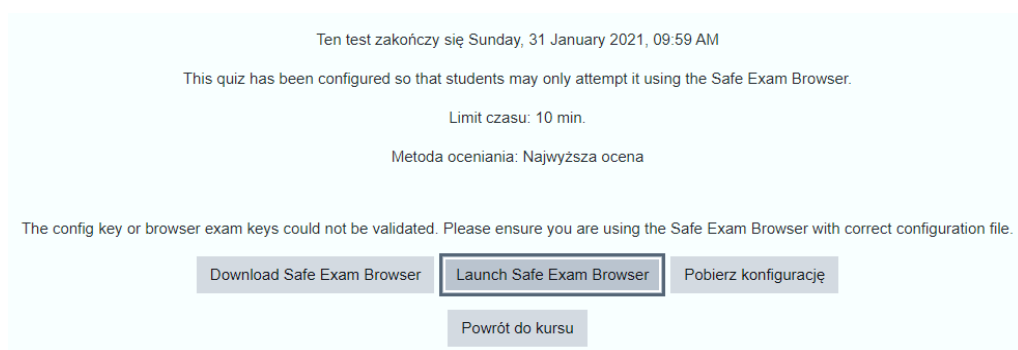 Ten test zakończy się Sunday, 31 January 2021, 09:59 AM
This quiz has been configured so that students may only attempt it using the Safe Exam Browser.
Limit czasu: 10 min.
Metoda oceniania: Najwyższa ocena
The config key or browser exam keys could not be validated. Please ensure you are using the Safe Exam Browser with correct configuration file.
Download Safe Exam Browser Launch Safe Exam Browser Pobierz konfigurację
Powrót do kursu